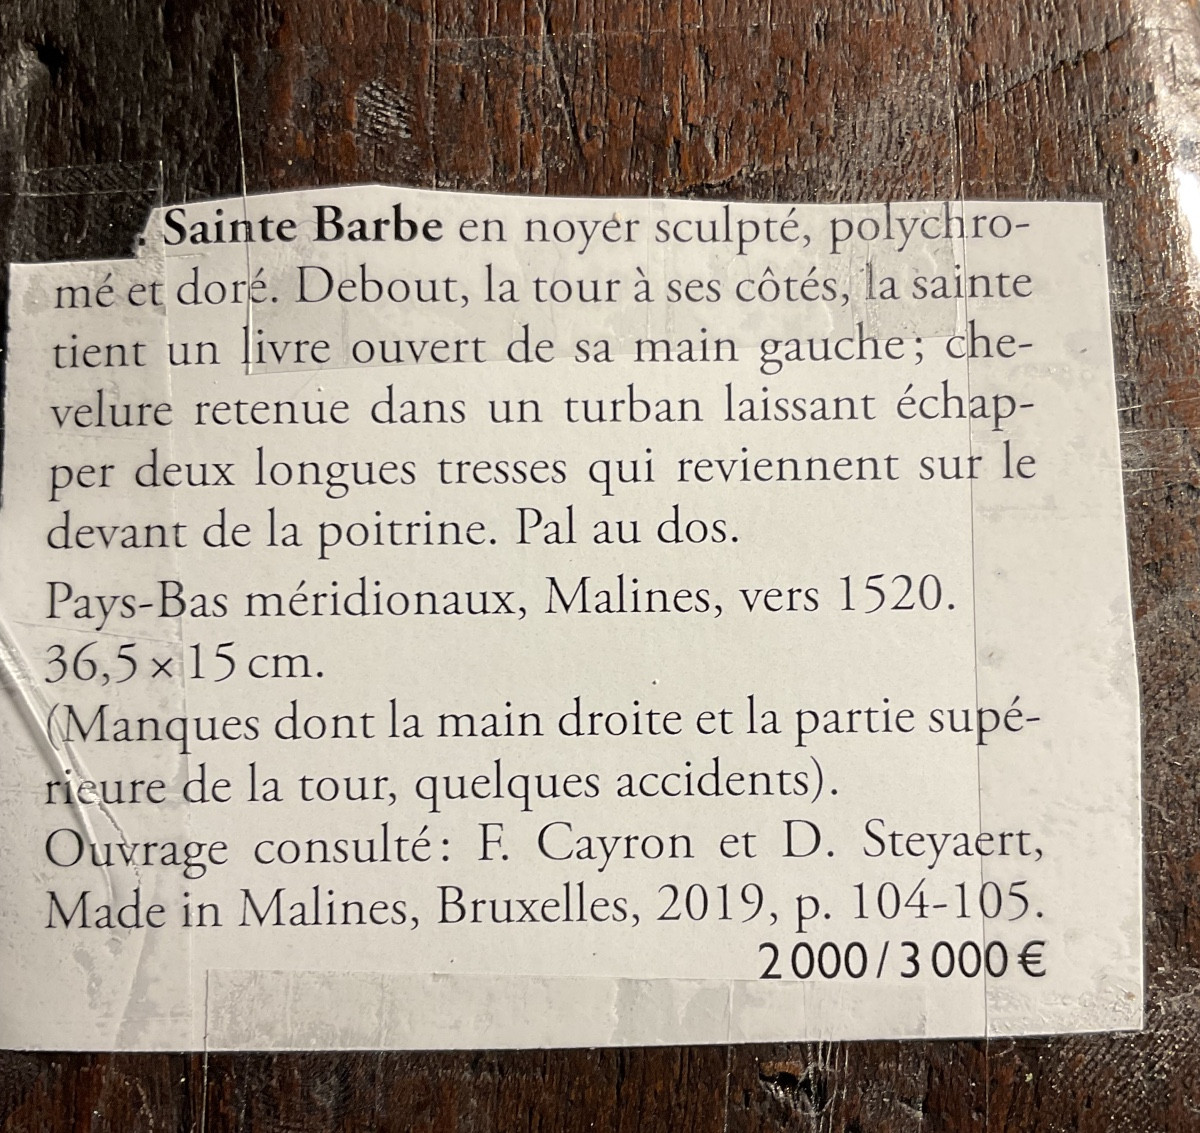 . Sainte Barbe en noyer sculpté, polychro-
mé et doré. Debout, la tour à ses côtés, la sainte
tient un livre ouvert de sa main gauche ; che-
velure retenue dans un turban laissant échap-
per deux longues tresses qui reviennent sur le
devant de la poitrine. Pal au dos.
Pays-Bas méridionaux, Malines, vers 1520.
36,5 × 15 cm.
(Manques dont la main droite et la partie supé-
rieure de la tour, quelques accidents).
Ouvrage consulté : F. Cayron et D. Steyaert,
Made in Malines, Bruxelles, 2019, p. 104-105.
2 000 / 3 000 €